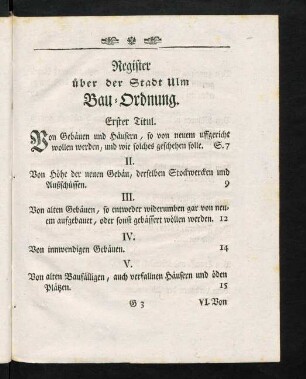 Register
über der Stadt Ulm
Bau-Ordnung.
Erster Titul.
Von Gebäuen und Häusern, so von neuem uffgericht
wollen werden, und wie solches geschehen solle. S. 7
II.
Von Höhe der neuen Gebäu, derselben Stockwercken und
Außschüssen. 9
III.
Von alten Gebäuen, so entweder widerumben gar von neu-
em aufgebauet, oder sonst gebässert wöllen werden. 12
IV.
Von innwendigen Gebäuen. 14
V.
Von alten Baufälligen, auch verfallnen Häusern und öden
Plätzen. 15
G 3 VI. Von